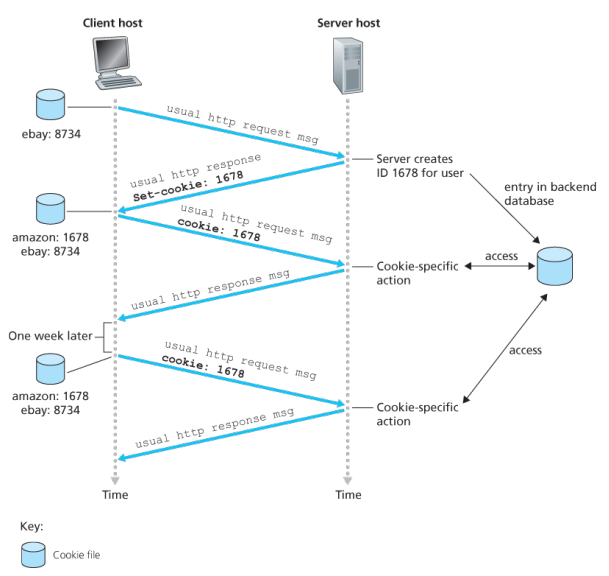 Client host
Server host
ebay: 8734
usual http request msg
Server creates
ID 1678 for user
usual http response
Set-cookie: 1678
entry in backend
database
amazon: 1678
ebay: 8734
usual http request msg
cookie: 1678
Cookie-specific
action
access
usual http response msg
One week later
amazon: 1678
ebay: 8734
usual http request msg
cookie: 1678
access
Cookie-specific
action
usual http response msg
Time
Time
Key:
Cookie file